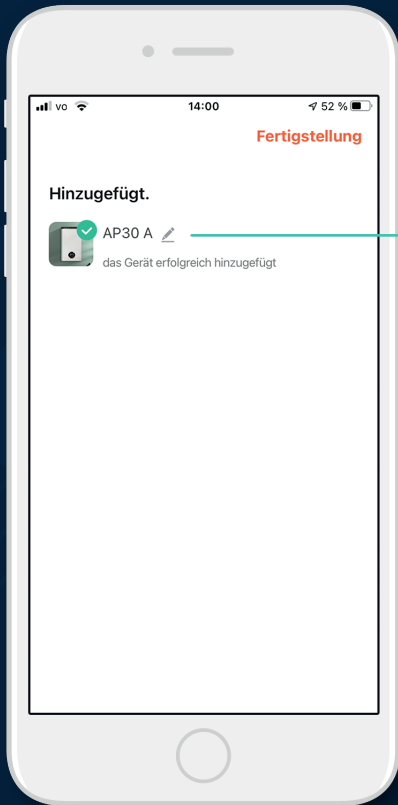 vo 14:00 52 %
Fertigstellung
Hinzugefügt.
AP30 A
das Gerät erfolgreich hinzugefügt